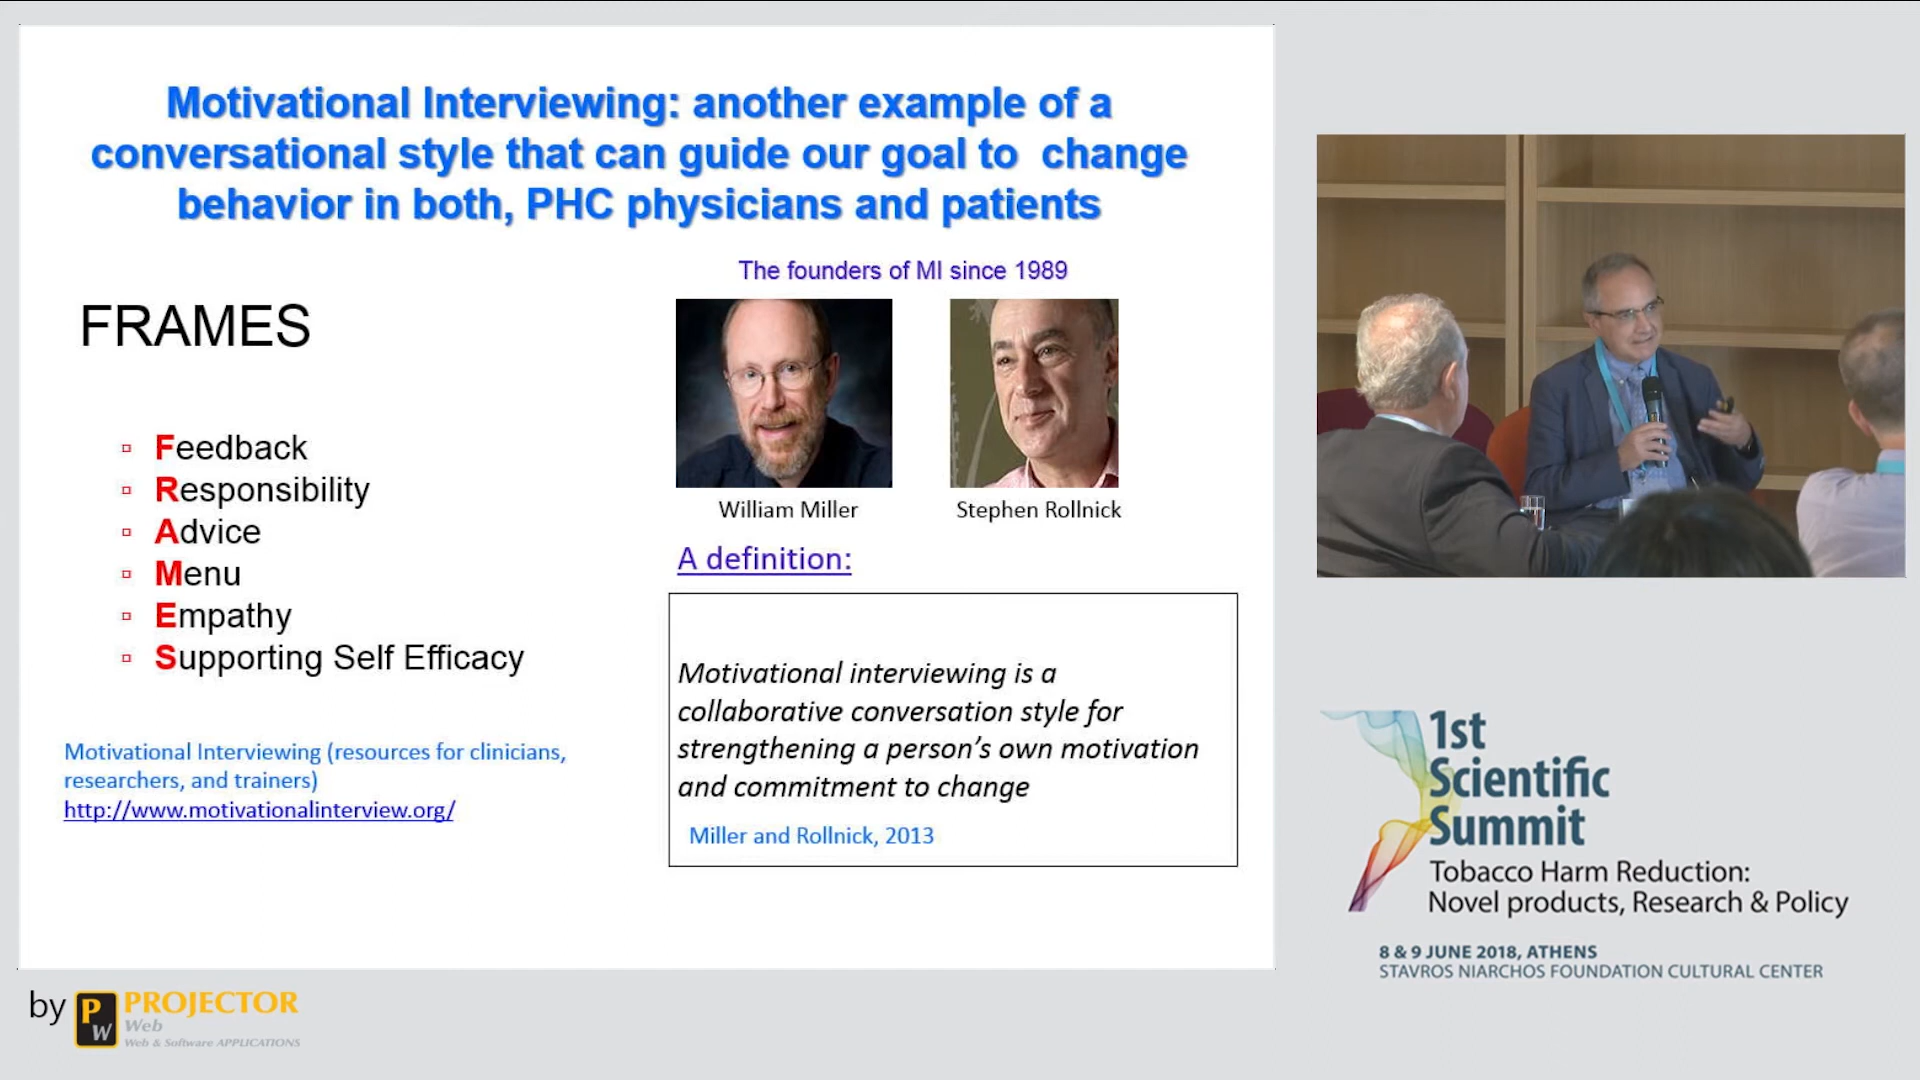 Motivational Interviewing: another example of a
conversational style that can guide our goal to change
behavior in both, PHC physicians and patients
The founders of MI since 1989
FRAMES
Feedback
Responsibility
Advice
Menu
Empathy
Supporting Self Efficacy
Motivational Interviewing (resources for clinicians,
researchers, and trainers)
http://www.motivationalinterview.org/
William Miller
Stephen Rollnick
A definition:
Motivational interviewing is a
collaborative conversation style for
strengthening a person's own motivation
and commitment to change
Miller and Rollnick, 2013
1st
Scientific
Summit
Tobacco Harm Reduction:
Novel products, Research & Policy
8 & 9 JUNE 2018, ATHENS
STAVROS NIARCHOS FOUNDATION CULTURAL CENTER
by PW PROJECTOR
Web
Web & Software APPLICATIONS